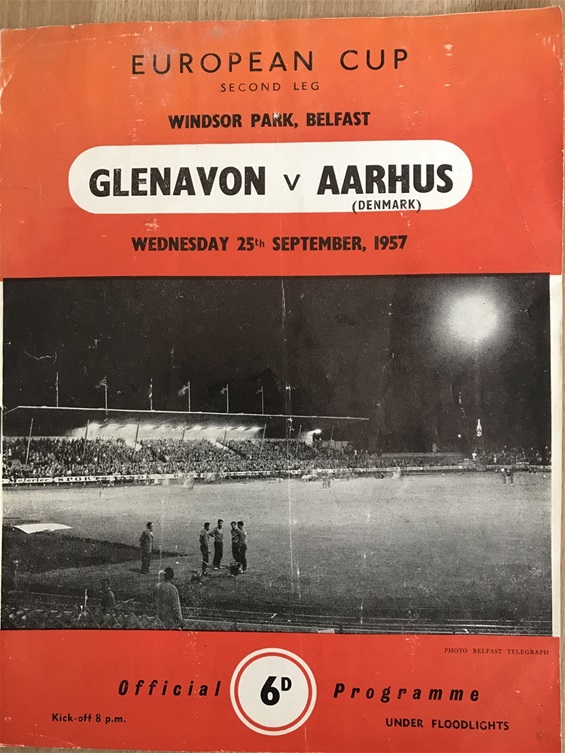 EUROPEAN CUP
SECOND LEG
WINDSOR PARK, BELFAST
GLENAVON v AARHUS
(DENMARK)
WEDNESDAY 25th SEPTEMBER, 1957
SPORT
PHOTO BELFAST TELEGRAPH
Official 6D Programme
Kick-off 8 p.m.
UNDER FLOODLIGHTS